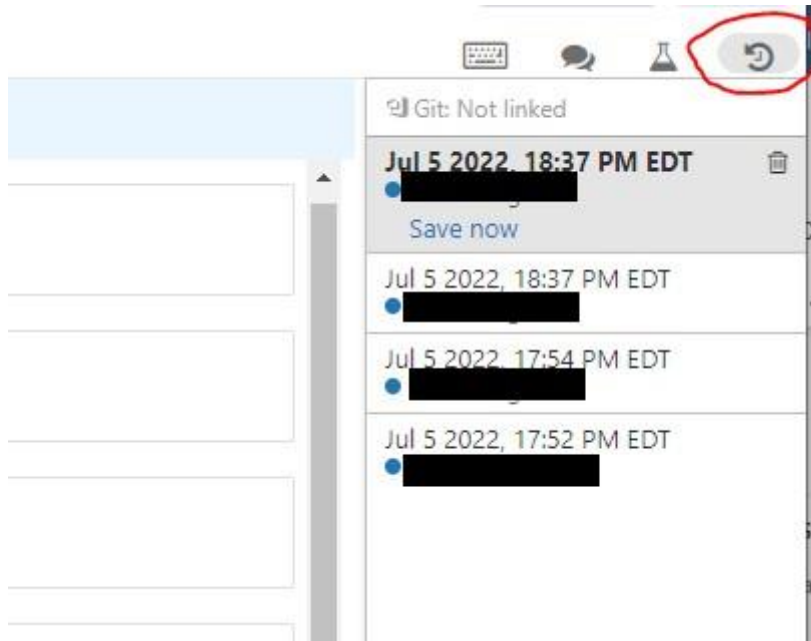 Git: Not linked
Jul 5 2022, 18:37 PM EDT
Save now
Jul 5 2022, 18:37 PM EDT
Jul 5 2022, 17:54 PM EDT
Jul 5 2022, 17:52 PM EDT